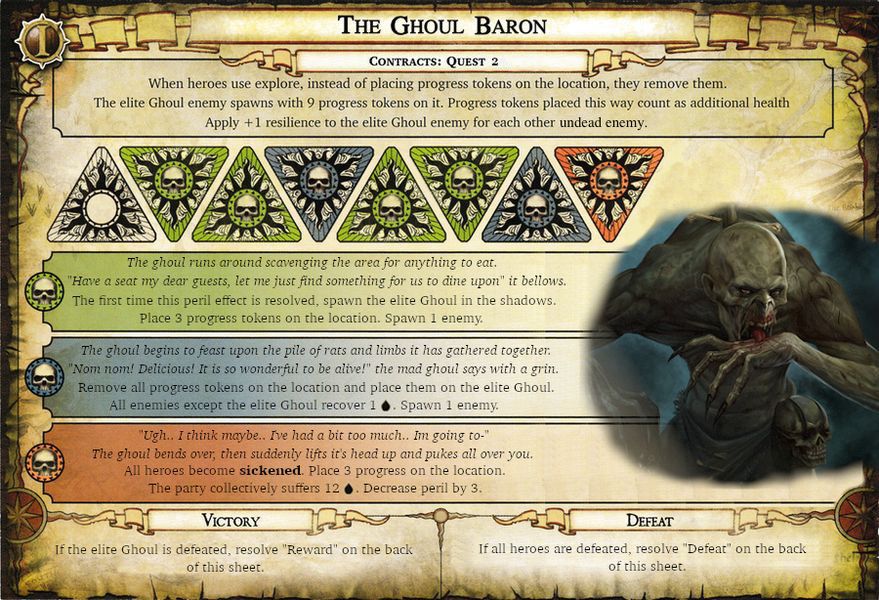 I
The Ghoul Baron
Contracts: Quest 2
When heroes use explore, instead of placing progress tokens on the location, they remove them.
The elite Ghoul enemy spawns with 9 progress tokens on it. Progress tokens placed this way count as additional health
Apply +1 resilience to the elite Ghoul enemy for each other undead enemy.
The ghoul runs around scavenging the area for anything to eat.
"Have a seat my dear guests, let me just find something for us to dine upon" it bellows.
The first time this peril effect is resolved, spawn the elite Ghoul in the shadows.
Place 3 progress tokens on the location. Spawn 1 enemy.
The ghoul begins to feast upon the pile of rats and limbs it has gathered together.
"Nom nom! Delicious! It is so wonderful to be alive!" the mad ghoul says with a grin.
Remove all progress tokens on the location and place them on the elite Ghoul.
All enemies except the elite Ghoul recover 1 . Spawn 1 enemy.
"Ugh.. I think maybe.. Ive had a bit too much.. Im going to-"
The ghoul bends over, then suddenly lifts it's head up and pukes all over you.
All heroes become sickened. Place 3 progress on the location.
The party collectively suffers 12 . Decrease peril by 3.
Victory
If the elite Ghoul is defeated, resolve "Reward" on the back
of this sheet.
Defeat
If all heroes are defeated, resolve "Defeat" on the back
of this sheet.